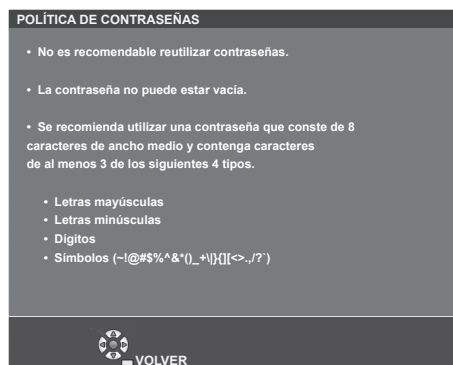 POLÍTICA DE CONTRASEÑAS
• No es recomendable reutilizar contraseñas.
• La contraseña no puede estar vacía.
• Se recomienda utilizar una contraseña que conste de 8
caracteres de ancho medio y contenga caracteres
de al menos 3 de los siguientes 4 tipos.
• Letras mayúsculas
• Letras minúsculas
• Dígitos
• Símbolos (~!@#$%^&*()_+\|}{][<>.,/?`)
VOLVER